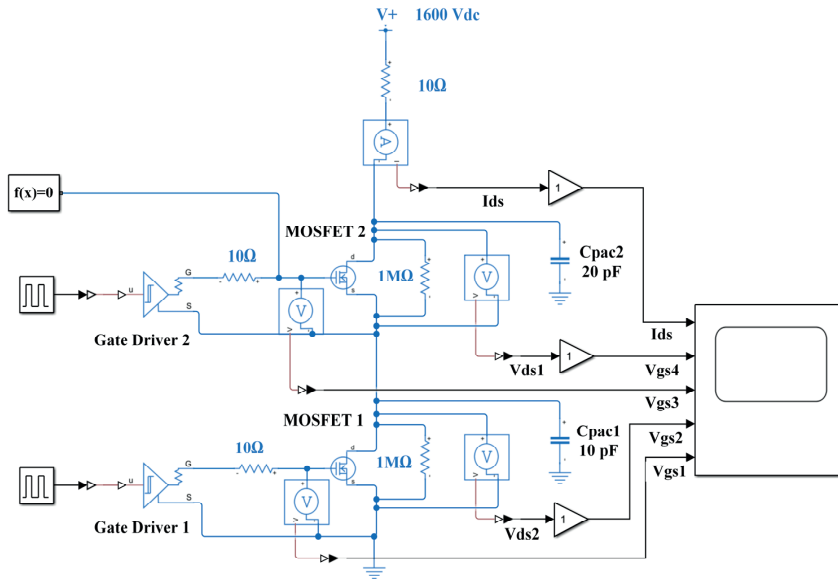 V+ 1600 Vdc
+
10Ω
-
+
A
-
I
f(x)=0
Ids
1
MOSFET 2
10Ω
d
1MΩ
+
-
V
Cpac2
20 pF
+
-
u
G
S
- +
s
+
V
V
-
Gate Driver 2
V
-
Vds1
1
Ids
Vgs4
Vgs3
MOSFET 1
Vgs2
Vgs1
10Ω
d
1MΩ
+
-
V
Cpac1
10 pF
+
-
u
G
S
- +
s
+
V
V
-
Gate Driver 1
V
-
Vds2
1